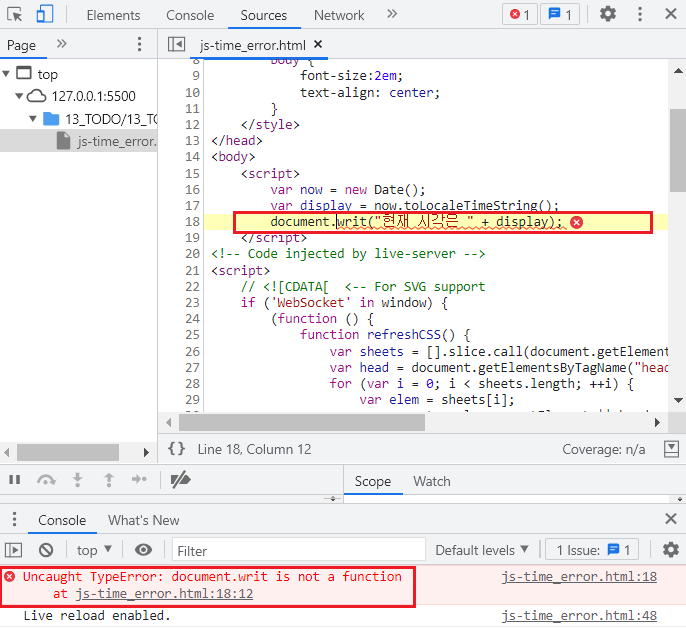 Elements Console Sources Network » 1 1
Page » js-time_error.html ×
top
127.0.0.1:5500
13_TODO/13_TO
js-time_error.
8 body {
9 font-size:2em;
10 text-align: center;
11 }
12 </style>
13 </head>
14 <body>
15 <script>
16 var now = new Date();
17 var display = now.toLocaleTimeString();
18 document.writ("현재 시각은 " + display);
19 </script>
20 <!-- Code injected by live-server -->
21 <script>
22 // <![CDATA[ <-- For SVG support
23 if ('WebSocket' in window) {
24 (function () {
25 function refreshCSS() {
26 var sheets = [].slice.call(document.getElement
27 var head = document.getElementsByTagName("head
28 for (var i = 0; i < sheets.length; ++i) {
29 var elem = sheets[i];
{} Line 18, Column 12 Coverage: n/a
Scope Watch
Console What's New
top Filter Default levels 1 Issue: 1
Uncaught TypeError: document.writ is not a function js-time_error.html:18
at js-time_error.html:18:12
Live reload enabled. js-time_error.html:48